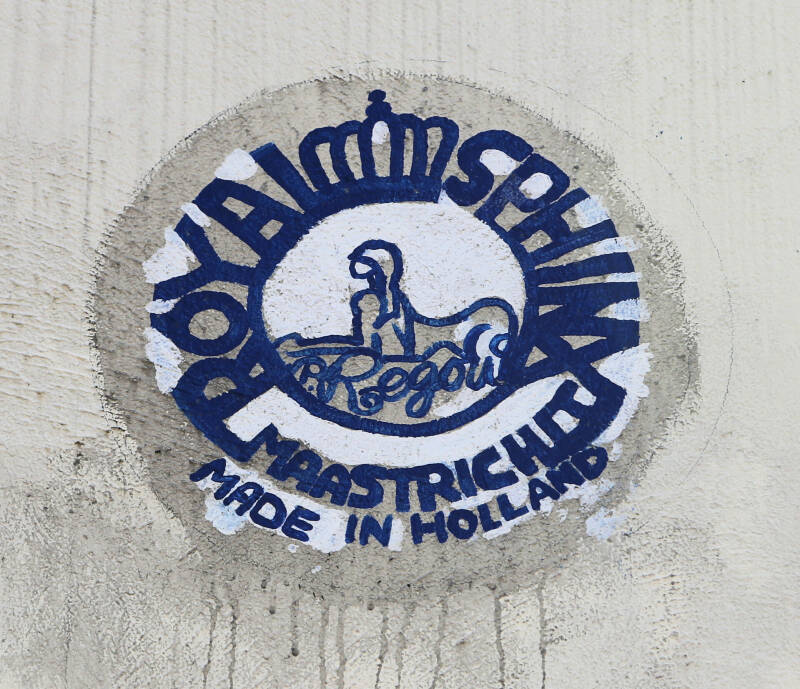 ROYAL SPHINX
P. Regout
MAASTRICHT
MADE IN HOLLAND